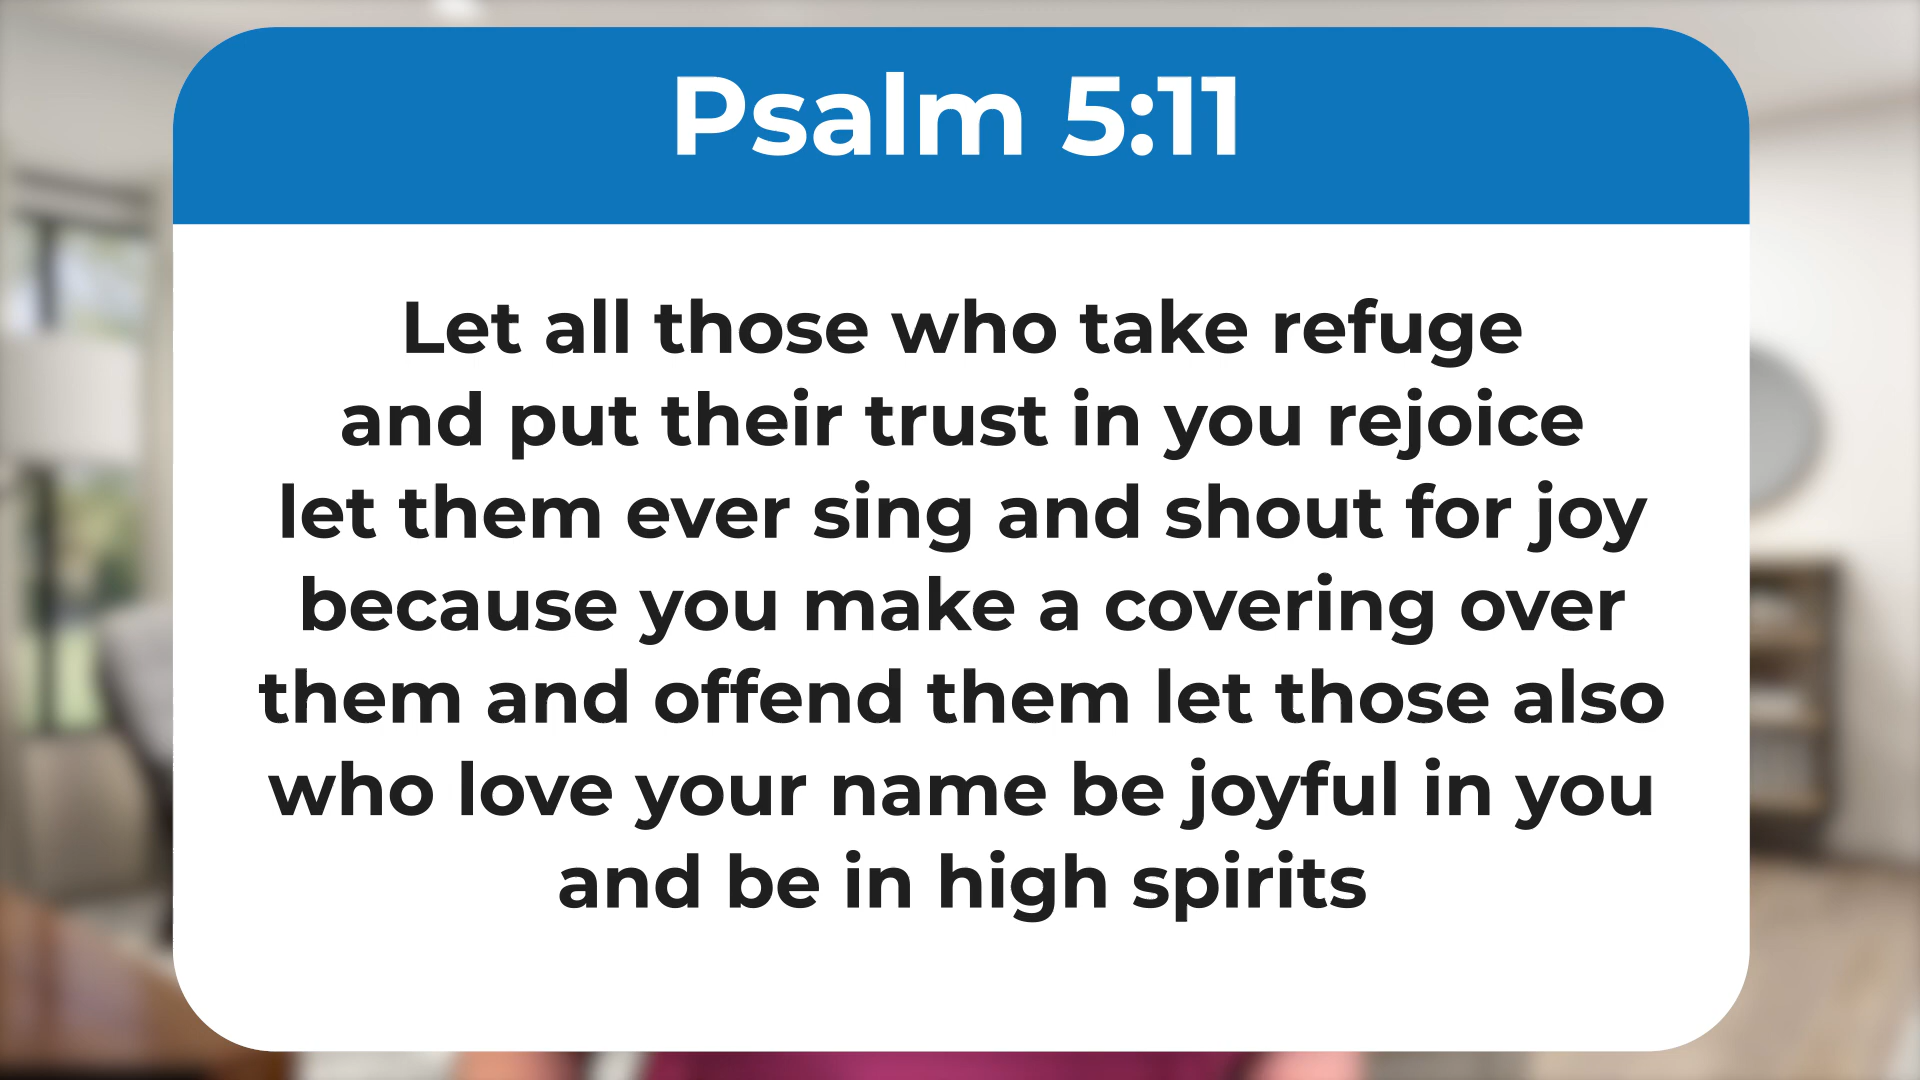 Psalm 5:11
Let all those who take refuge
and put their trust in you rejoice
let them ever sing and shout for joy
because you make a covering over
them and offend them let those also
who love your name be joyful in you
and be in high spirits